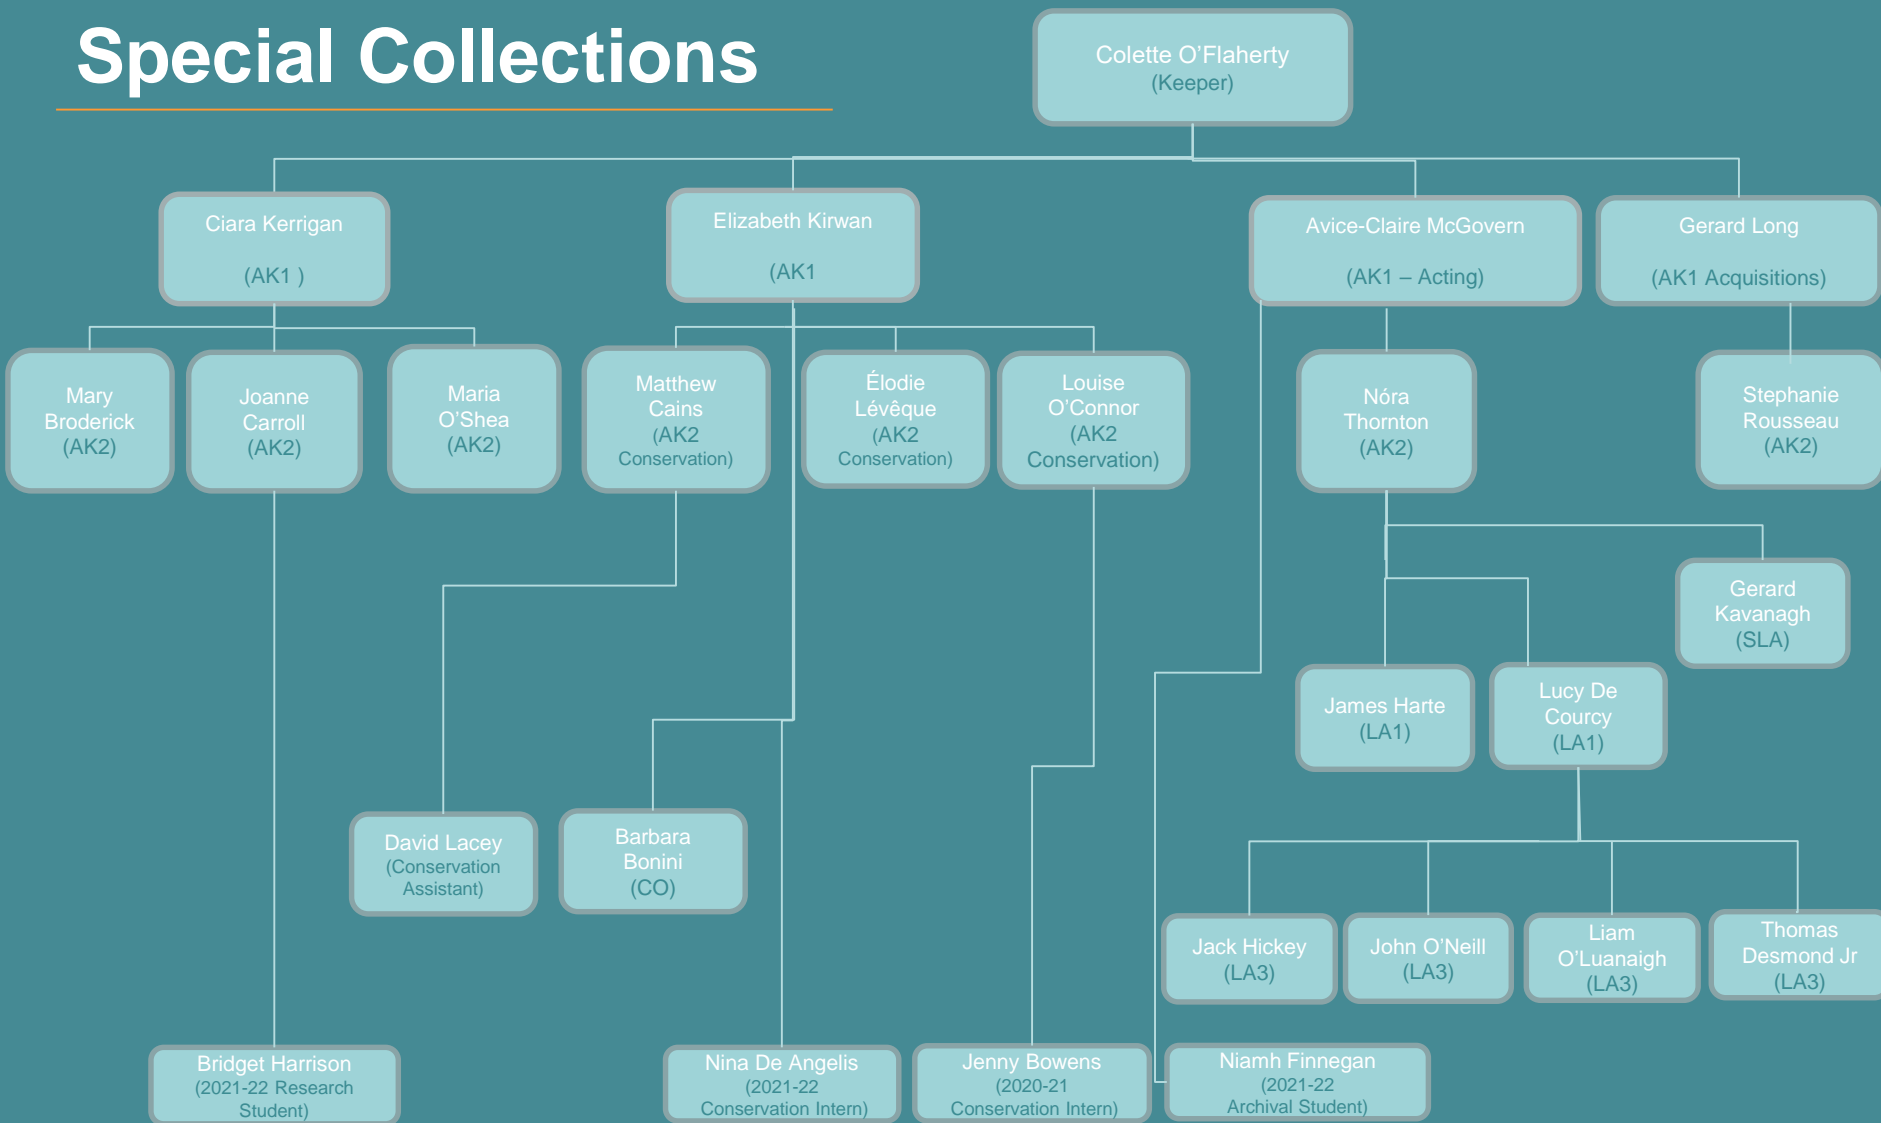 Special Collections
Colette O'Flaherty
(Keeper)
Ciara Kerrigan
(AK1 )
Elizabeth Kirwan
(AK1
Avice-Claire McGovern
(AK1 – Acting)
Gerard Long
(AK1 Acquisitions)
Mary
Broderick
(AK2)
Joanne
Carroll
(AK2)
Maria
O'Shea
(AK2)
Matthew
Cains
(AK2
Conservation)
Élodie
Lévêque
(AK2
Conservation)
Louise
O'Connor
(AK2
Conservation)
Nóra
Thornton
(AK2)
Stephanie
Rousseau
(AK2)
Gerard
Kavanagh
(SLA)
James Harte
(LA1)
Lucy De
Courcy
(LA1)
David Lacey
(Conservation
Assistant)
Barbara
Bonini
(CO)
Jack Hickey
(LA3)
John O'Neill
(LA3)
Liam
O'Luanaigh
(LA3)
Thomas
Desmond Jr
(LA3)
Bridget Harrison
(2021-22 Research
Student)
Nina De Angelis
(2021-22
Conservation Intern)
Jenny Bowens
(2020-21
Conservation Intern)
Niamh Finnegan
(2021-22
Archival Student)